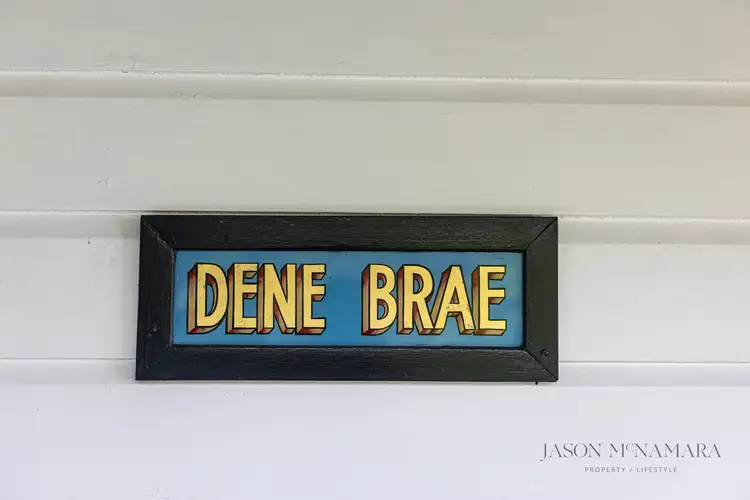 DENE BRAE
JASON McNAMARA
PROPERTY / LIFESTYLE